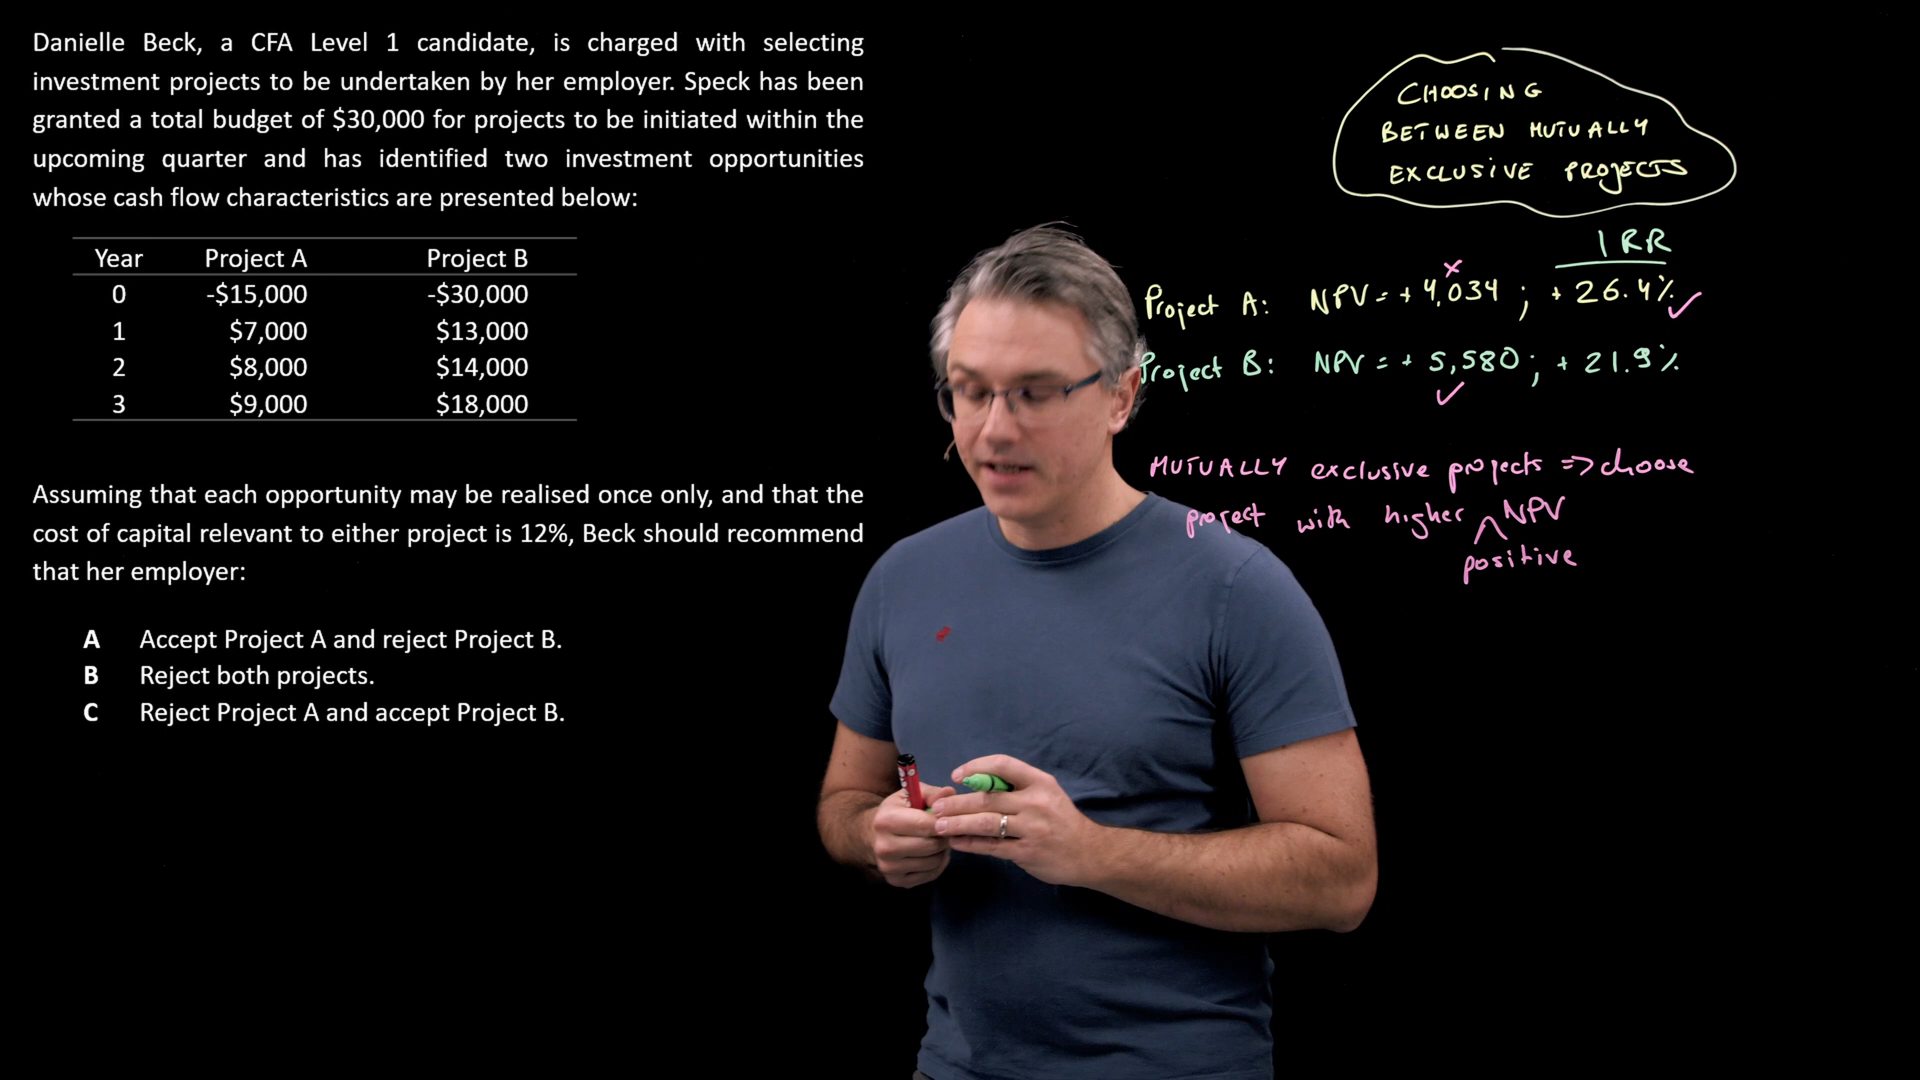 Danielle Beck, a CFA Level 1 candidate, is charged with selecting
investment projects to be undertaken by her employer. Speck has been
granted a total budget of $30,000 for projects to be initiated within the
upcoming quarter and has identified two investment opportunities
whose cash flow characteristics are presented below:
Year Project A Project B
0 -$15,000 -$30,000
1 $7,000 $13,000
2 $8,000 $14,000
3 $9,000 $18,000
Assuming that each opportunity may be realised once only, and that the
cost of capital relevant to either project is 12%, Beck should recommend
that her employer:
A Accept Project A and reject Project B.
B Reject both projects.
C Reject Project A and accept Project B.
CHOOSING
BETWEEN MUTUALLY
EXCLUSIVE PROJECTS
IRR
Project A: NPV = + 4,034 ; + 26.4%
Project B: NPV = + 5,580 ; + 21.9%
MUTUALLY exclusive projects => choose
project with higher NPV
positive